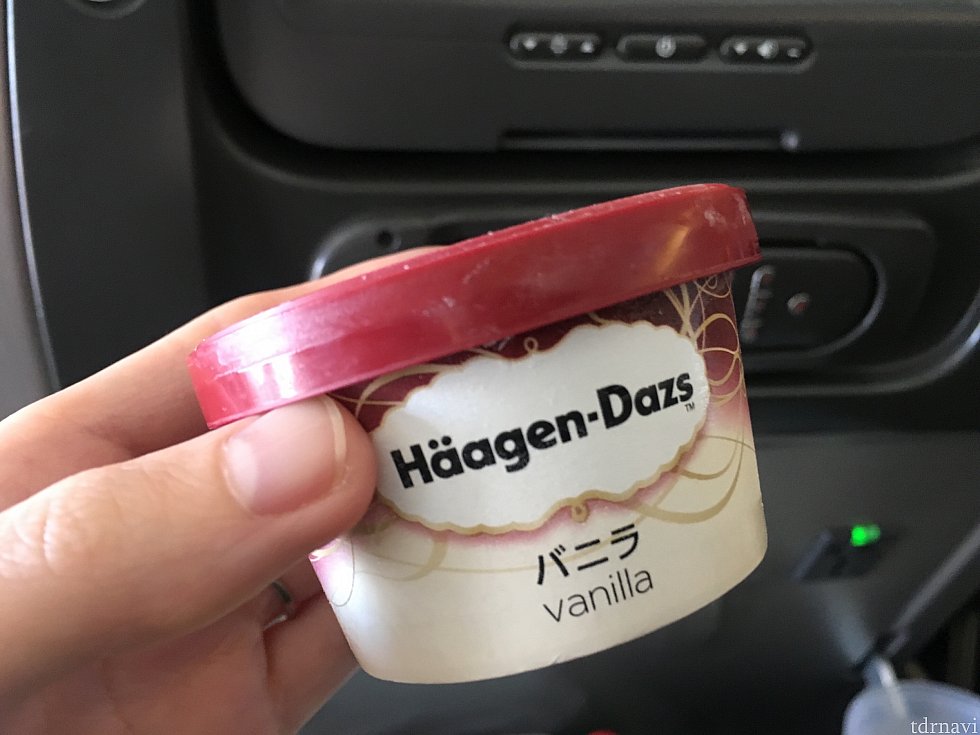 Häagen-Dazs
™
バニラ
vanilla
tdrnavi